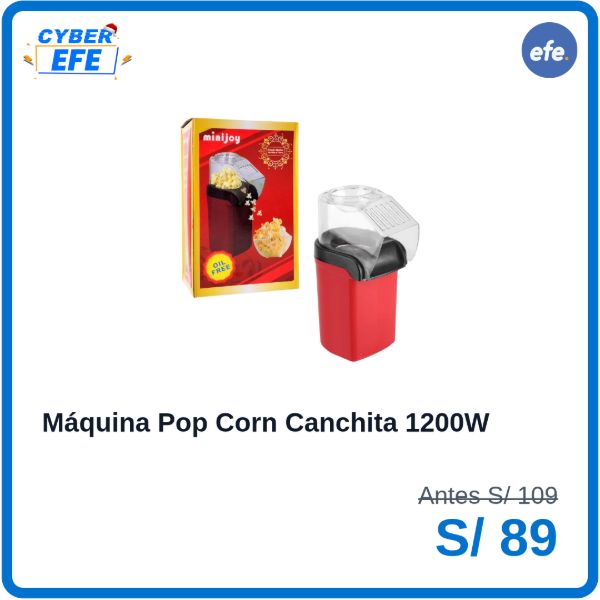 CYBER
EFE
efe.
minijoy
OIL
FREE
Máquina Pop Corn Canchita 1200W
Antes S/ 109
S/ 89